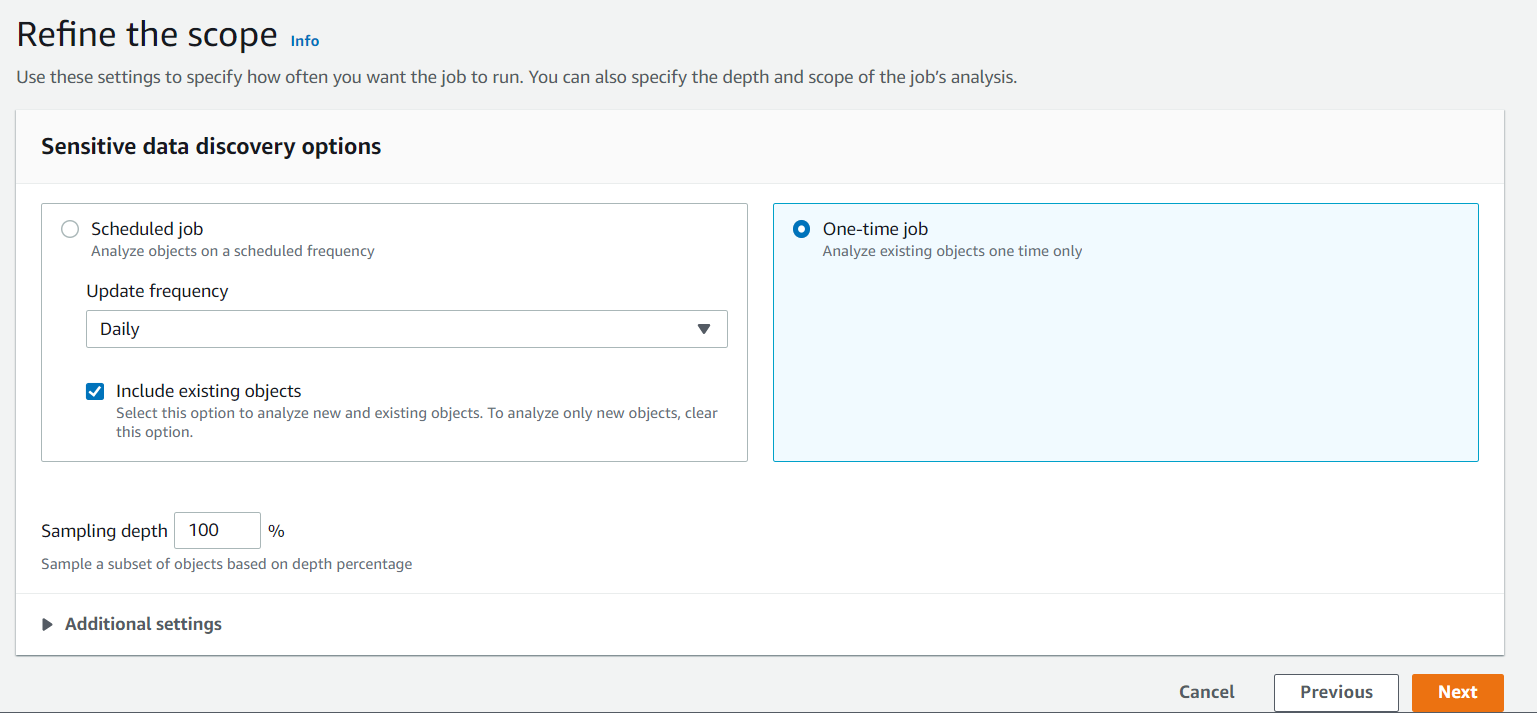 Refine the scope Info
Use these settings to specify how often you want the job to run. You can also specify the depth and scope of the job’s analysis.
Sensitive data discovery options
Scheduled job
Analyze objects on a scheduled frequency
Update frequency
Daily
Include existing objects
Select this option to analyze new and existing objects. To analyze only new objects, clear
this option.
One-time job
Analyze existing objects one time only
Sampling depth 100 %
Sample a subset of objects based on depth percentage
Additional settings
Cancel Previous Next